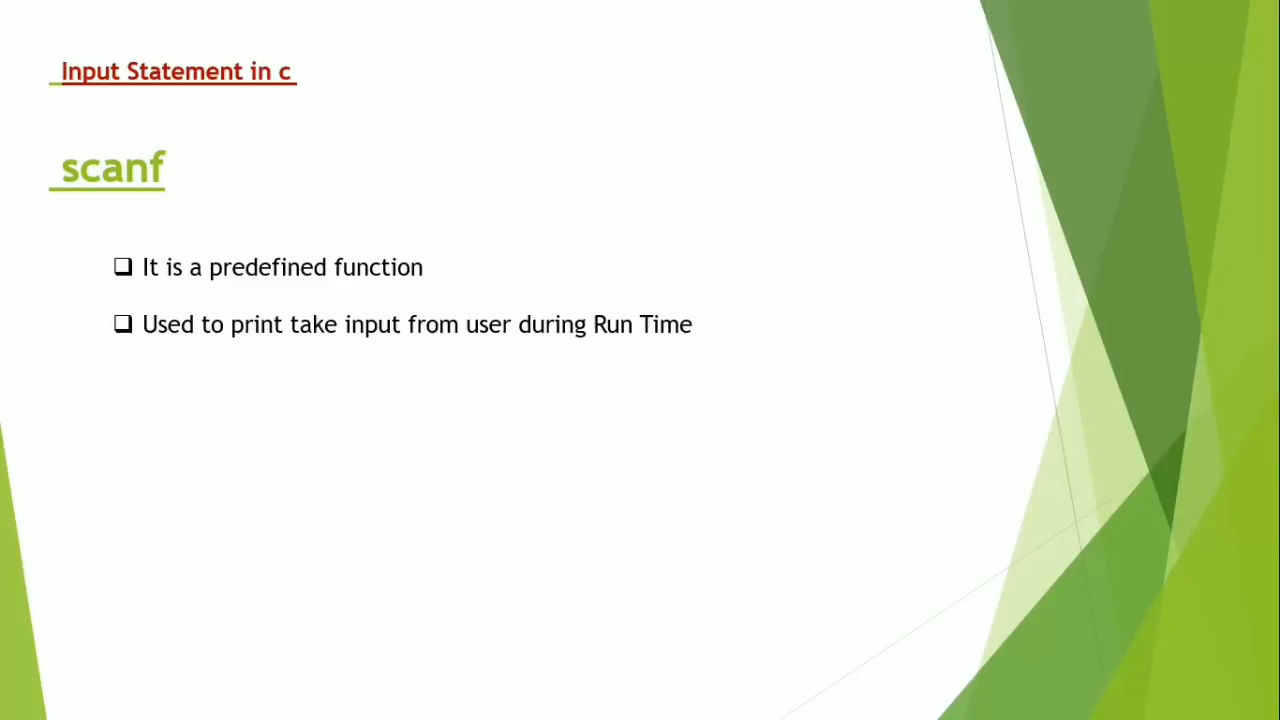 Input Statement in c
scanf
❑ It is a predefined function
❑ Used to print take input from user during Run Time